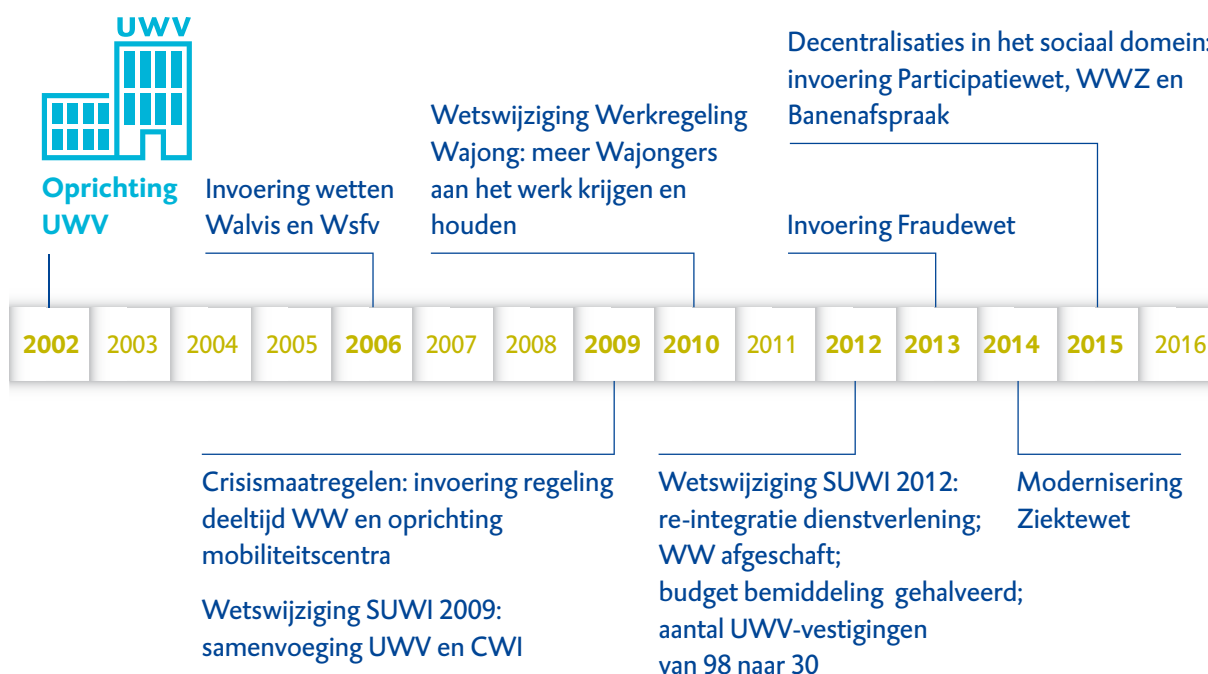 UWV
Oprichting
UWV
Invoering wetten
Walvis en Wsfv
Wetswijziging Werkregeling
Wajong: meer Wajongers
aan het werk krijgen en
houden
Decentralisaties in het sociaal domein:
invoering Participatiewet, WWZ en
Banenafspraak
Invoering Fraudewet
2002 2003 2004 2005 2006 2007 2008 2009 2010 2011 2012 2013 2014 2015 2016
Crisismaatregelen: invoering regeling
deeltijd WW en oprichting
mobiliteitscentra
Wetswijziging SUWI 2009:
samenvoeging UWV en CWI
Wetswijziging SUWI 2012:
re-integratie dienstverlening;
WW afgeschaft;
budget bemiddeling gehalveerd;
aantal UWV-vestigingen
van 98 naar 30
Modernisering
Ziektewet